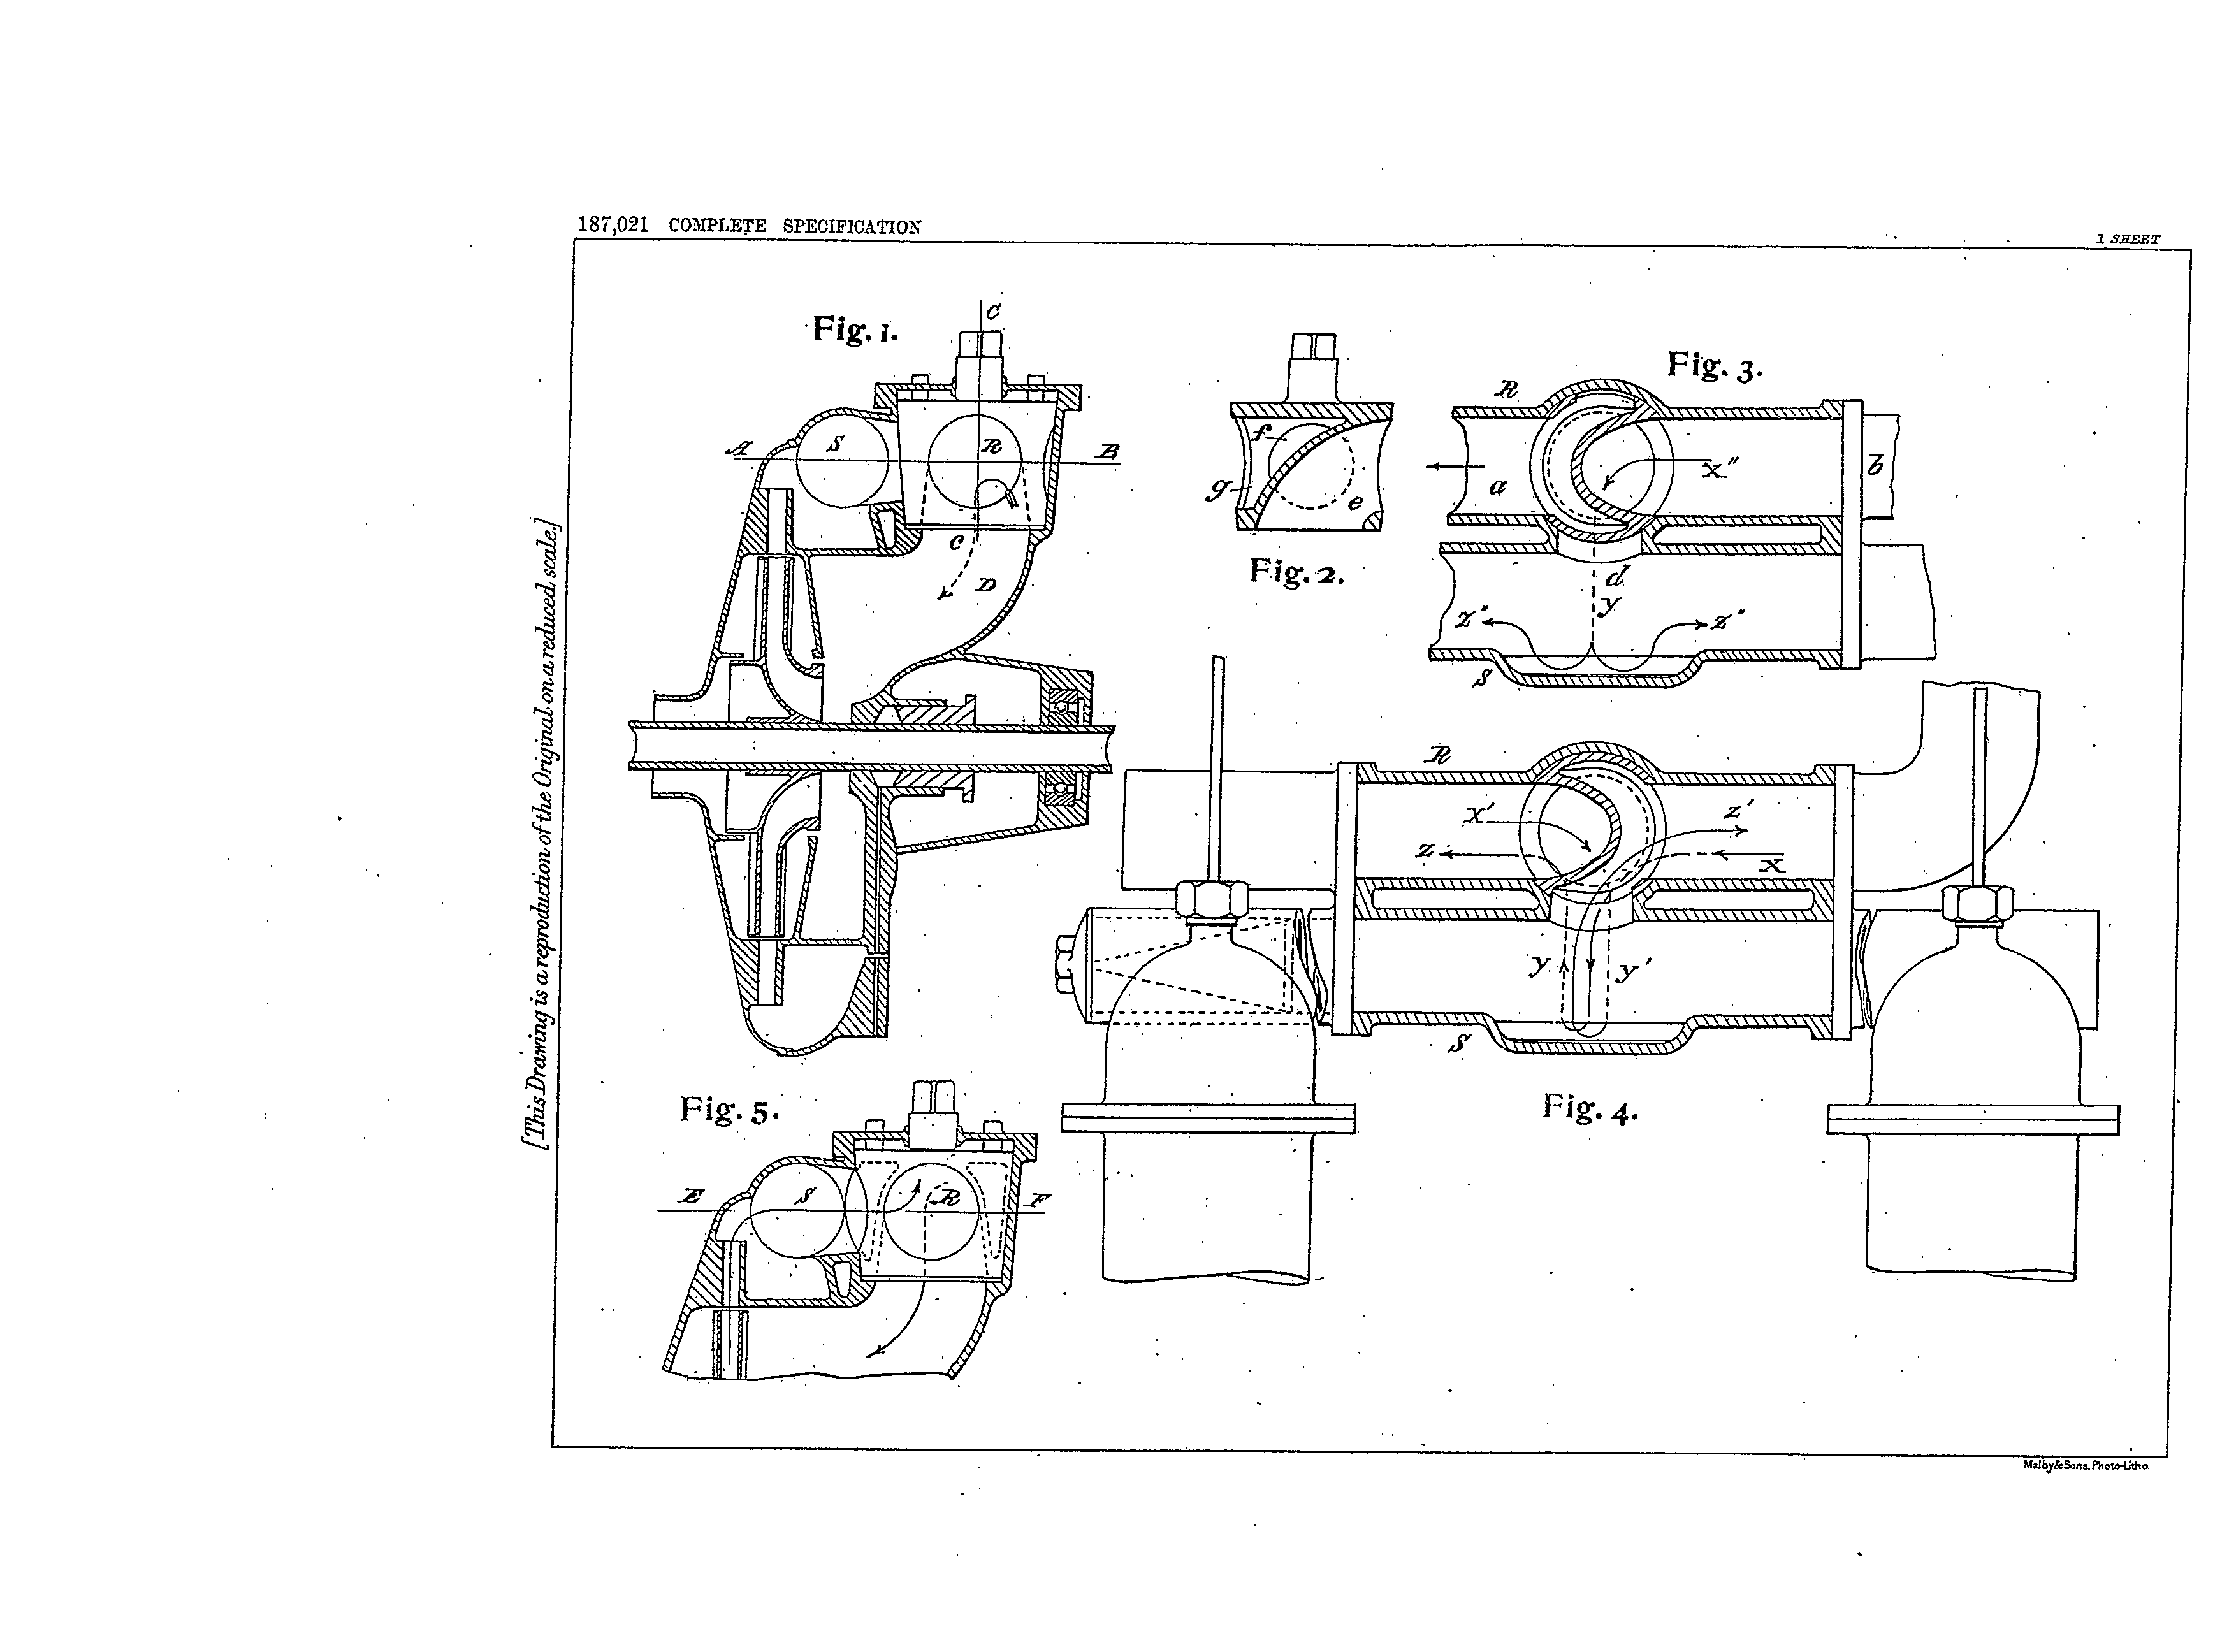 187,021 COMPLETE SPECIFICATION
1 SHEET
[This Drawing is a reproduction of the Original on a reduced scale.]
Fig. 1.
C
A
S
R
B
C
D
Fig. 2.
f
g
e
Fig. 3.
R
a
x"
b
d
y
z"
z"
S
Fig. 4.
R
x'
z'
z
x
y
y'
S
Fig. 5.
E
S
R
F
Malby&Sons, Photo-Litho.